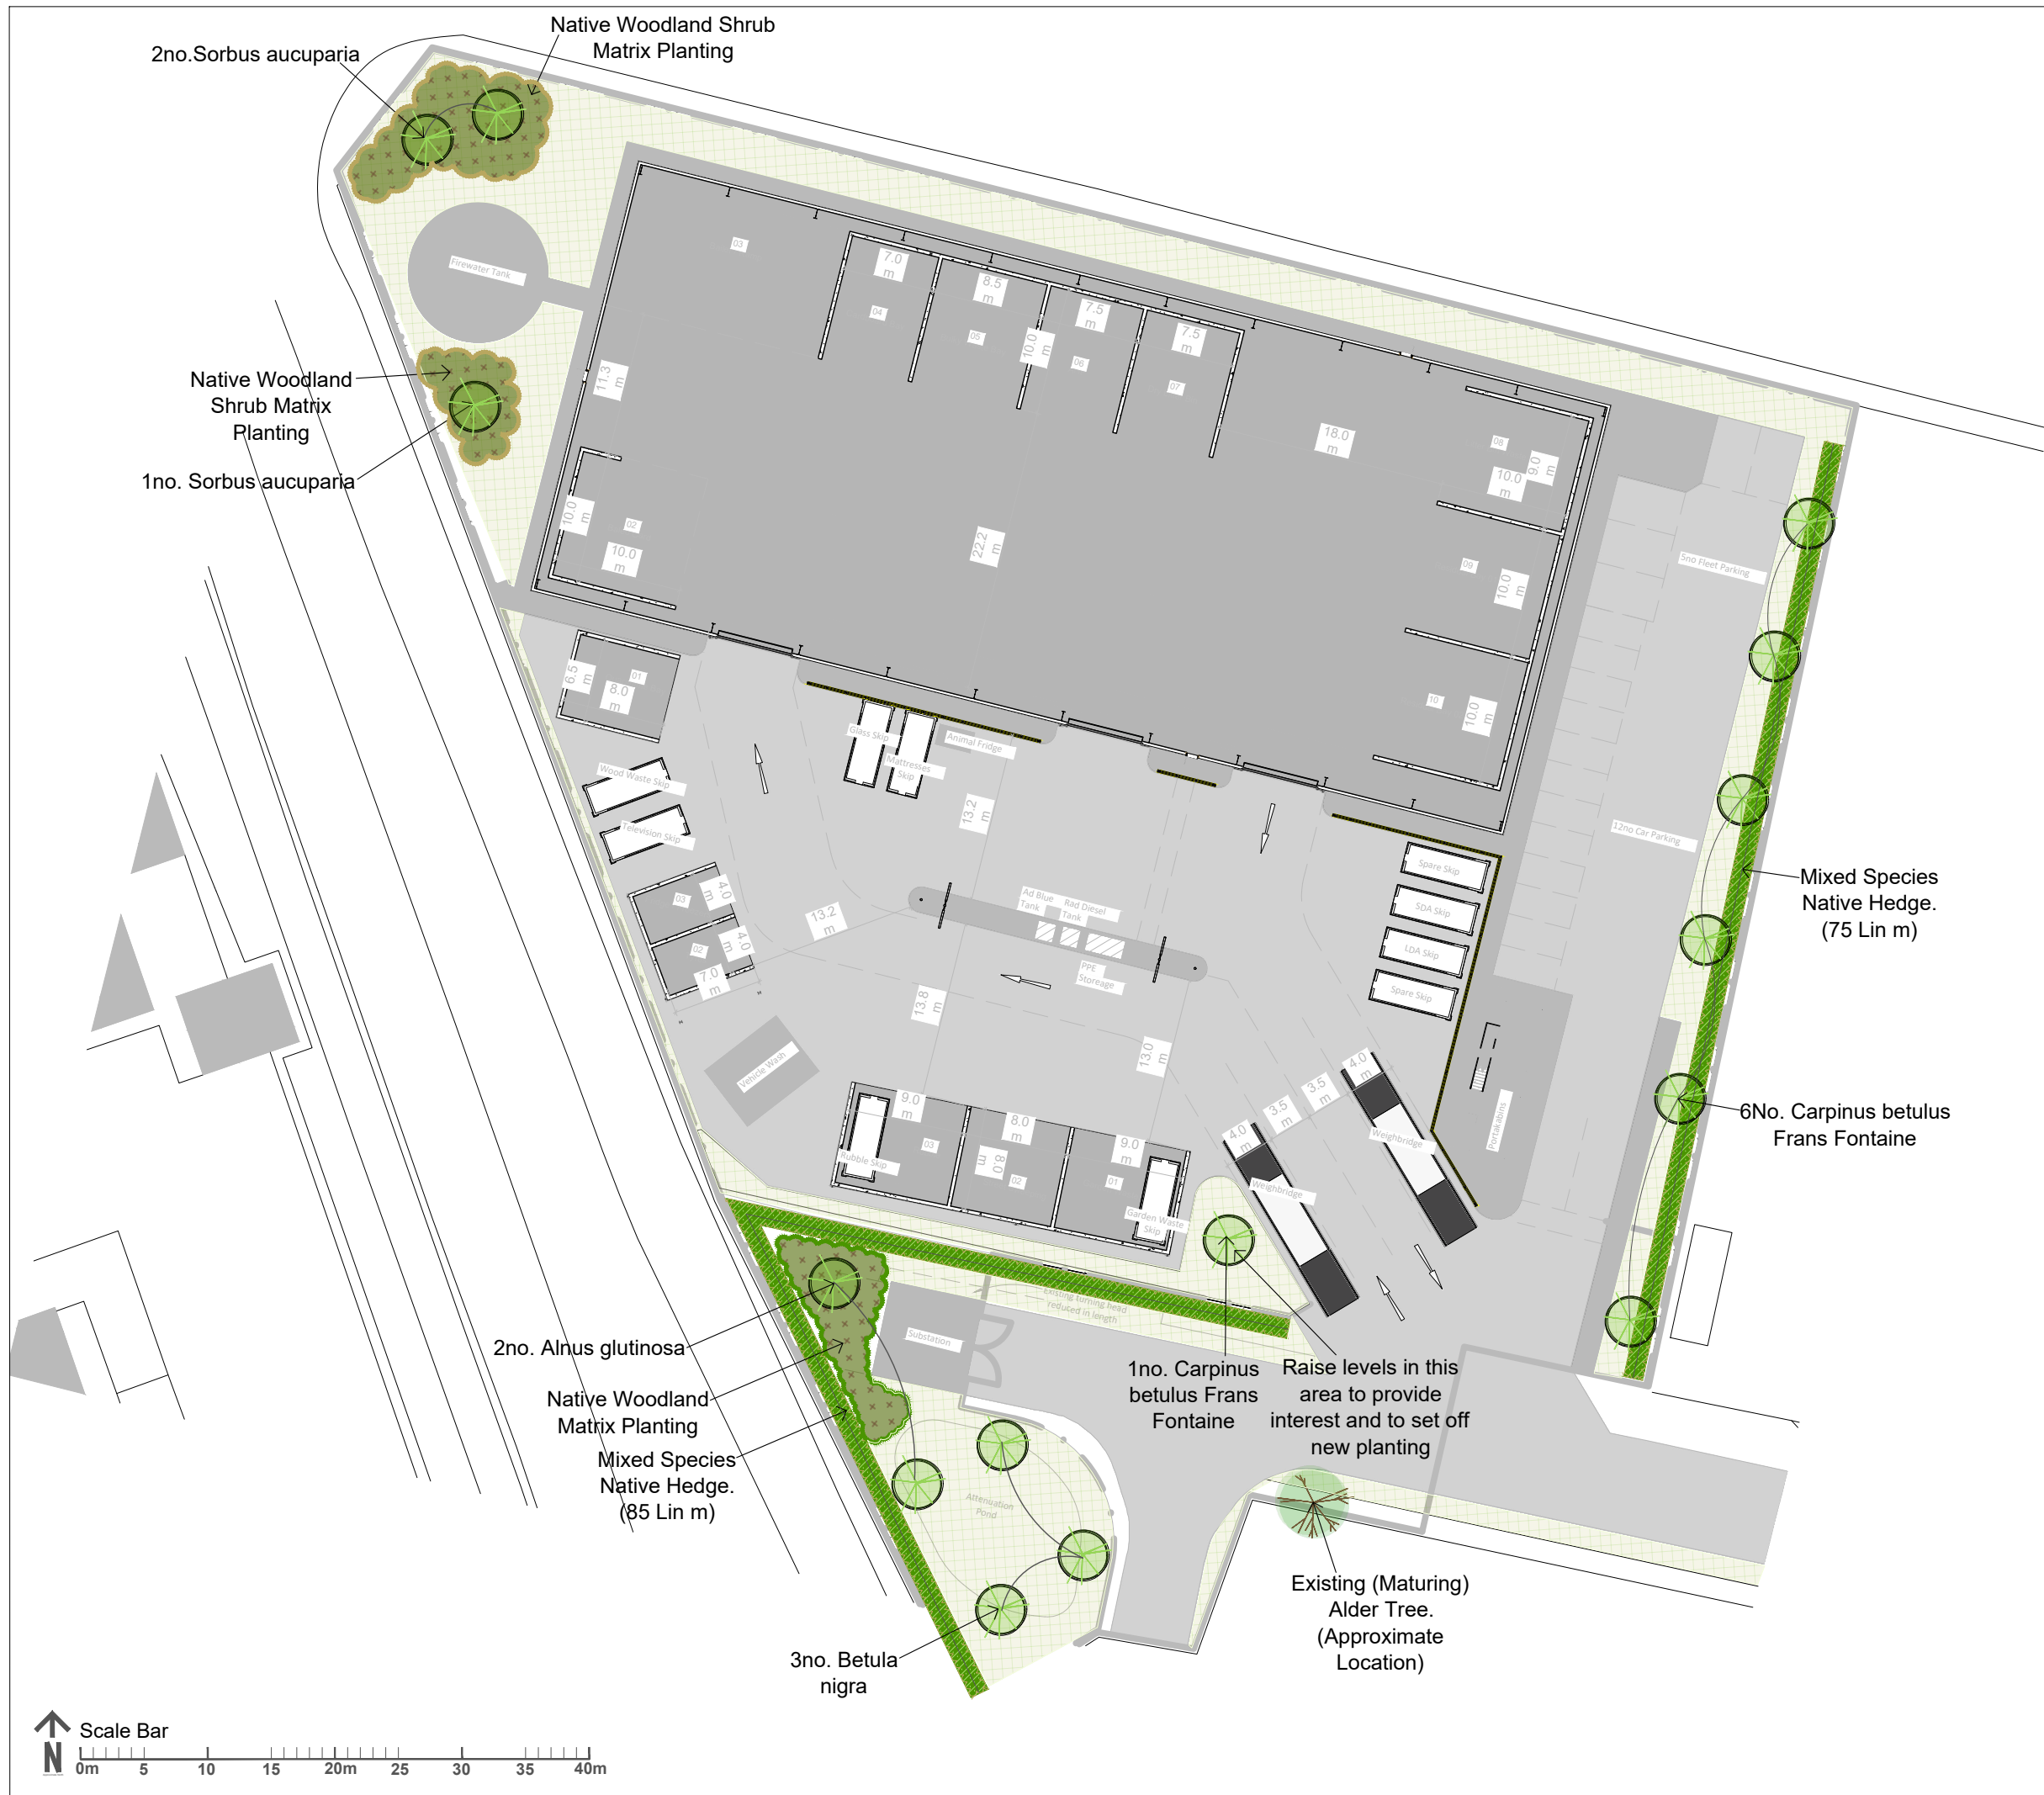 Native Woodland Shrub
Matrix Planting
2no.Sorbus aucuparia
Firewater Tank
03
7.0
m
04
8.5
m
05
10.0
m
7.5
m
06
7.5
m
07
11.3
m
18.0
m
08
9.0
m
10.0
m
Native Woodland
Shrub Matrix
Planting
1no. Sorbus aucuparia
10.0
m
02
10.0
m
22.2
m
09
10.0
m
5no Fleet Parking
10
10.0
m
6.5
m
01
8.0
m
Glass Skip
Mattresses
Skip
Animal Fridge
Wood Waste Skip
Television Skip
13.2
m
12no Car Parking
Spare Skip
SDA Skip
LDA Skip
Spare Skip
03
4.0
m
02
4.0
m
7.0
m
13.2
m
Ad Blue
Tank
Rad Diesel
Tank
PPE
Storeage
Mixed Species
Native Hedge.
(75 Lin m)
13.8
m
13.0
m
Vehicle Wash
4.0
m
3.5
m
3.5
m
4.0
m
Weighbridge
Weighbridge
Portakabins
6No. Carpinus betulus
Frans Fontaine
9.0
m
03
Rubble Skip
8.0
m
8.0
m
02
9.0
m
01
Garden Waste
Skip
Existing turning head
reduced in length
Substation
2no. Alnus glutinosa
Native Woodland
Matrix Planting
Mixed Species
Native Hedge.
(85 Lin m)
1no. Carpinus
betulus Frans
Fontaine
Raise levels in this
area to provide
interest and to set off
new planting
Attenuation
Pond
Existing (Maturing)
Alder Tree.
(Approximate
Location)
3no. Betula
nigra
Scale Bar
N
0m 5 10 15 20m 25 30 35 40m